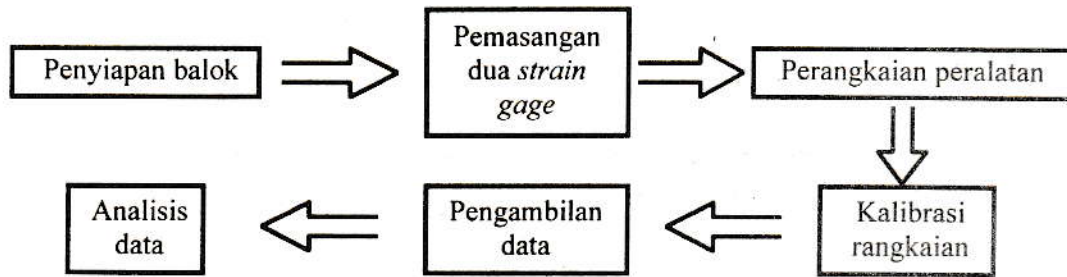 Penyiapan balok
Pemasangan
dua strain
gage
Perangkaian peralatan
Kalibrasi
rangkaian
Pengambilan
data
Analisis
data